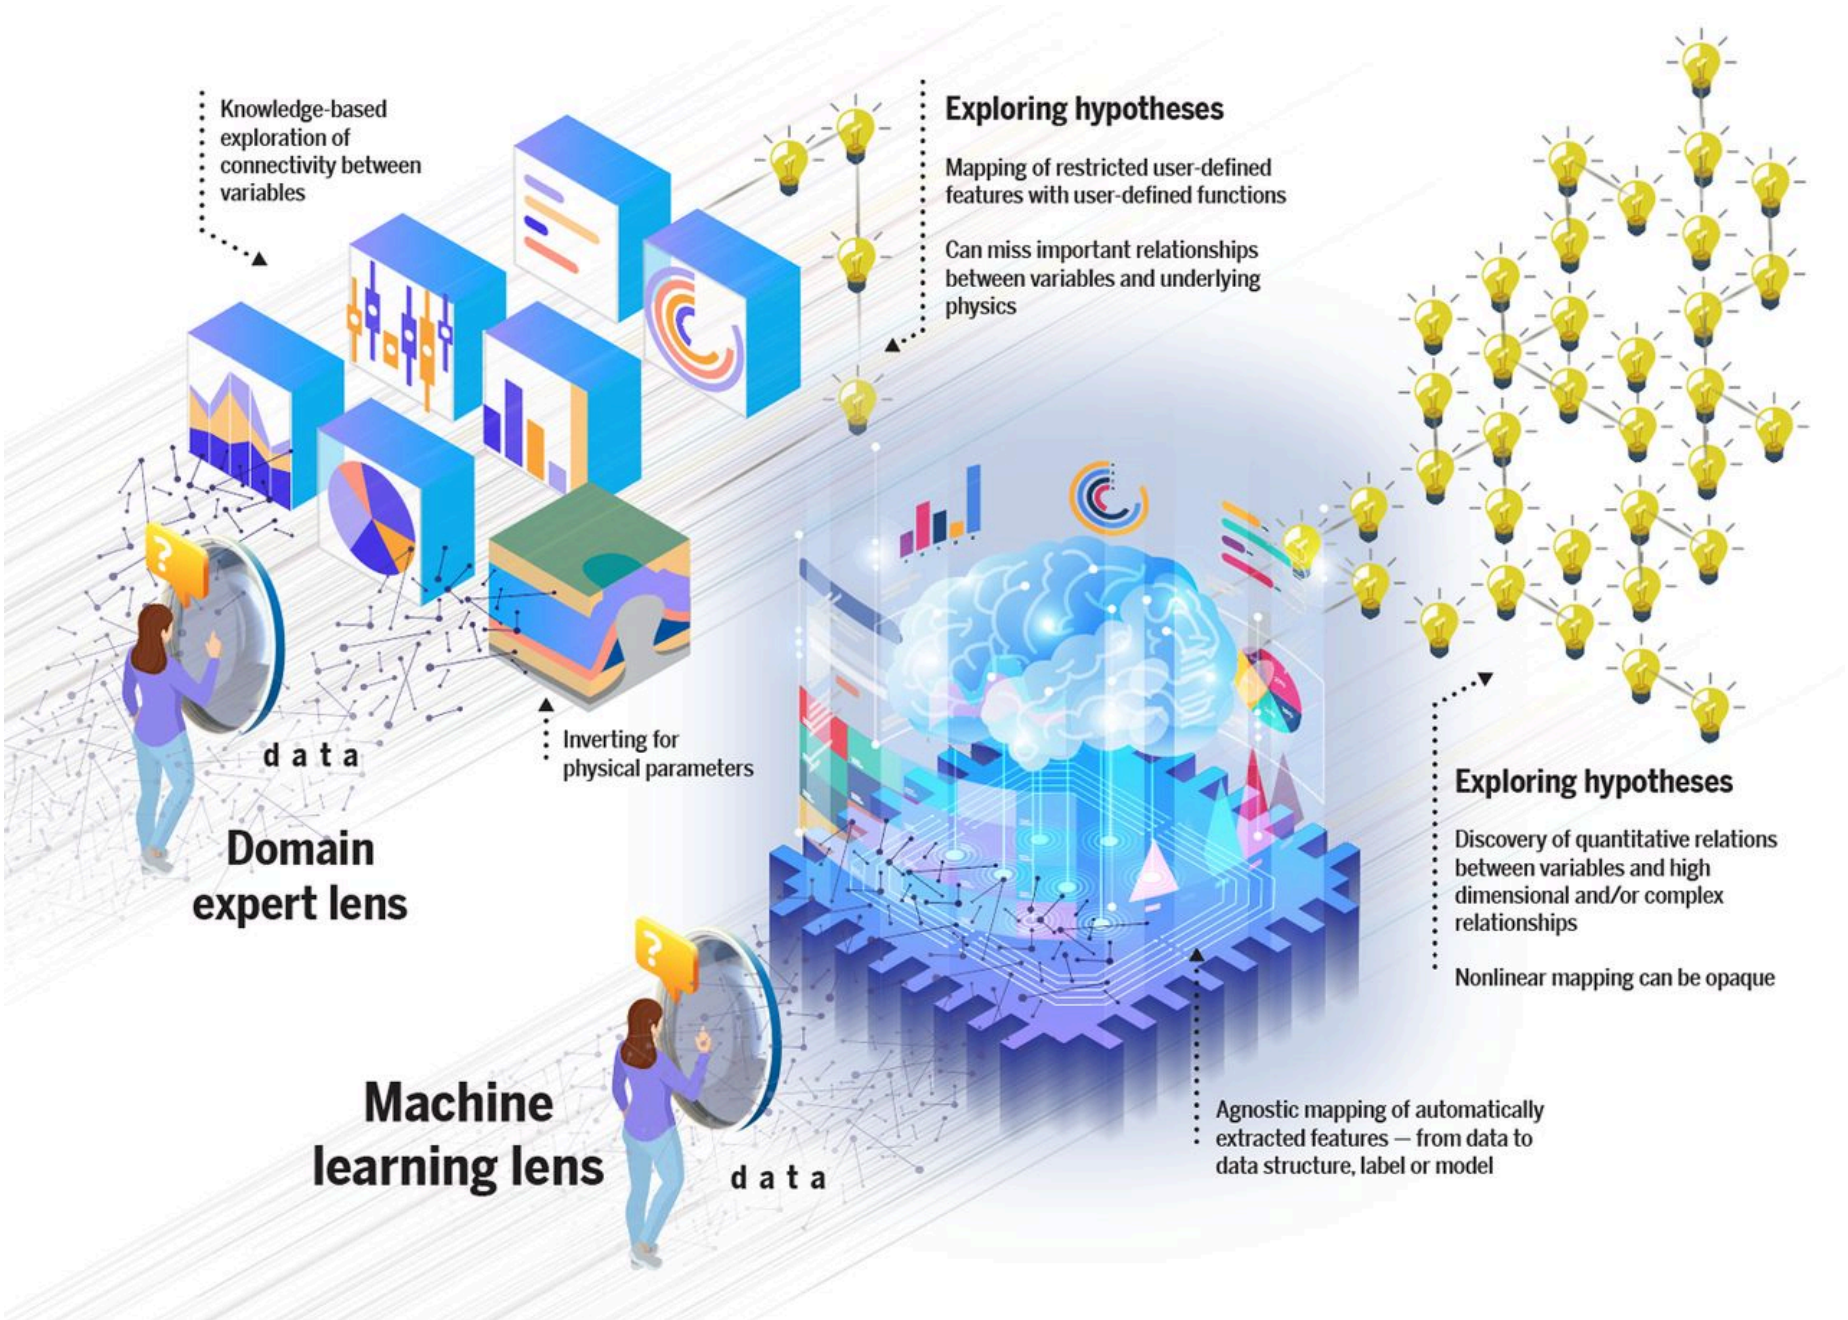 Knowledge-based
exploration of
connectivity between
variables
Exploring hypotheses
Mapping of restricted user-defined
features with user-defined functions
Can miss important relationships
between variables and underlying
physics
?
data
Inverting for
physical parameters
Domain
expert lens
Exploring hypotheses
Discovery of quantitative relations
between variables and high
dimensional and/or complex
relationships
Nonlinear mapping can be opaque
?
Machine
learning lens
data
Agnostic mapping of automatically
extracted features — from data to
data structure, label or model